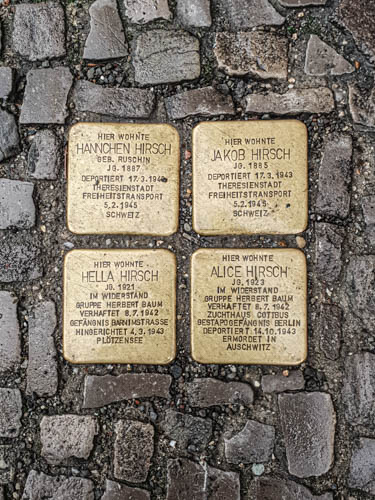 HIER WOHNTE
HANNCHEN HIRSCH
GEB. RUSCHIN
JG. 1887
DEPORTIERT 17.3.1943
THERESIENSTADT
FREIHEITSTRANSPORT
5.2.1945
SCHWEIZ
HIER WOHNTE
JAKOB HIRSCH
JG. 1885
DEPORTIERT 17.3.1943
THERESIENSTADT
FREIHEITSTRANSPORT
5.2.1945
SCHWEIZ
HIER WOHNTE
HELLA HIRSCH
JG. 1921
IM WIDERSTAND
GRUPPE HERBERT BAUM
VERHAFTET 8.7.1942
GEFÄNGNIS BARNIMSTRASSE
HINGERICHTET 4.3.1943
PLÖTZENSEE
HIER WOHNTE
ALICE HIRSCH
JG. 1923
IM WIDERSTAND
GRUPPE HERBERT BAUM
VERHAFTET 8.7.1942
ZUCHTHAUS COTTBUS
GESTAPOGEFÄNGNIS BERLIN
DEPORTIERT 14.10.1943
ERMORDET IN
AUSCHWITZ